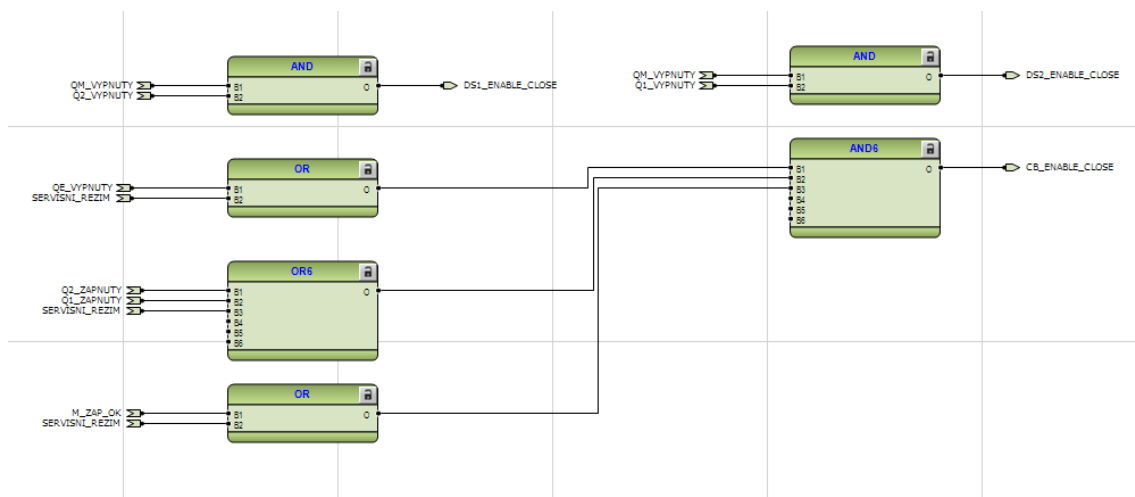 AND
QM_VYPNUTY
Q2_VYPNUTY
B1
B2
O
DS1_ENABLE_CLOSE
AND
QM_VYPNUTY
Q1_VYPNUTY
B1
B2
O
DS2_ENABLE_CLOSE
OR
QE_VYPNUTY
SERVISNI_REZIM
B1
B2
O
AND6
B1
B2
B3
B4
B5
B6
O
CB_ENABLE_CLOSE
OR6
Q2_ZAPNUTY
Q1_ZAPNUTY
SERVISNI_REZIM
B1
B2
B3
B4
B5
B6
O
OR
M_ZAP_OK
SERVISNI_REZIM
B1
B2
O